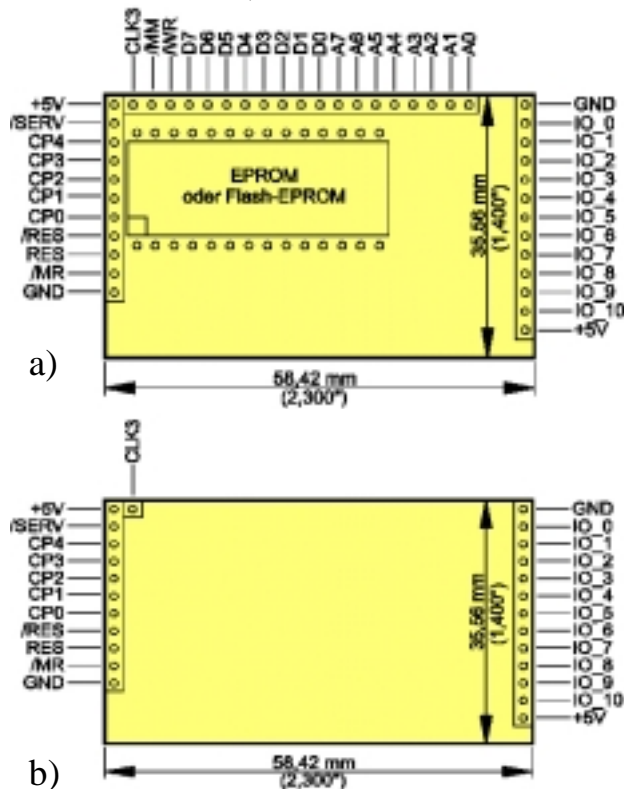 CLK3 /MM /WR D7 D6 D5 D4 D3 D2 D1 D0 A7 A6 A5 A4 A3 A2 A1 A0
+5V GND
/SERV IO_0
CP4 IO_1
CP3 IO_2
CP2 IO_3
CP1 IO_4
CP0 IO_5
/RES IO_6
RES IO_7
/MR IO_8
GND IO_9
IO_10
+5V
EPROM
oder Flash-EPROM
35,56 mm
(1,400")
a)
58,42 mm
(2,300")
CLK3
+5V GND
/SERV IO_0
CP4 IO_1
CP3 IO_2
CP2 IO_3
CP1 IO_4
CP0 IO_5
/RES IO_6
RES IO_7
/MR IO_8
GND IO_9
IO_10
+5V
35,56 mm
(1,400")
b)
58,42 mm
(2,300")